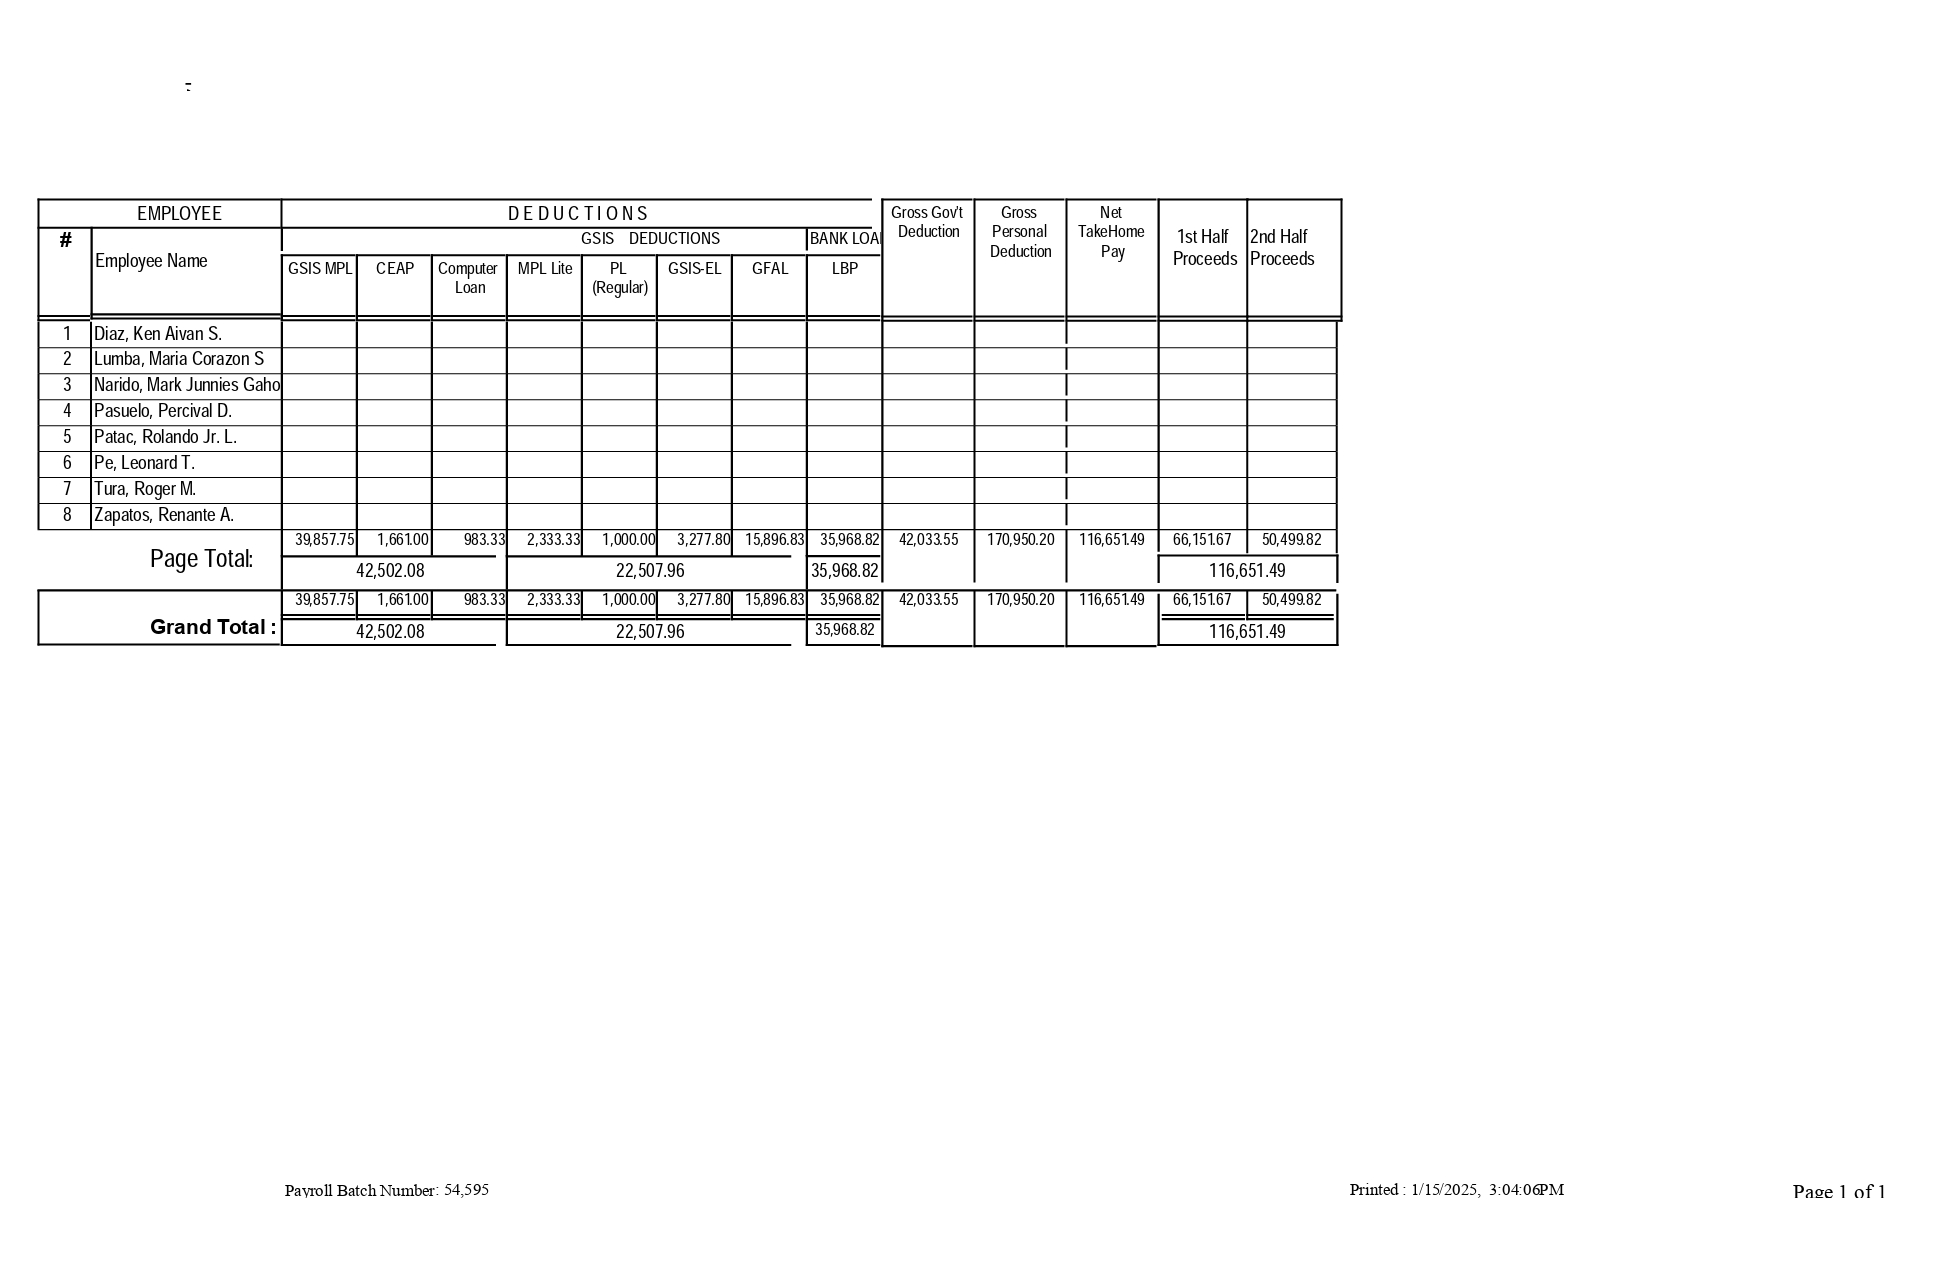 EMPLOYEE DEDUCTIONS Gross Gov't Deduction Gross Personal Deduction Net TakeHome Pay 1st Half Proceeds 2nd Half Proceeds
# Employee Name GSIS DEDUCTIONS BANK LOA
GSIS MPL CEAP Computer Loan MPL Lite PL (Regular) GSIS-EL GFAL LBP
1 Diaz, Ken Aivan S.
2 Lumba, Maria Corazon S
3 Narido, Mark Junnies Gaho
4 Pasuelo, Percival D.
5 Patac, Rolando Jr. L.
6 Pe, Leonard T.
7 Tura, Roger M.
8 Zapatos, Renante A.
39,857.75 1,661.00 983.33 2,333.33 1,000.00 3,277.80 15,896.83 35,968.82 42,033.55 170,950.20 116,651.49 66,151.67 50,499.82
Page Total: 42,502.08 22,507.96 35,968.82 116,651.49
39,857.75 1,661.00 983.33 2,333.33 1,000.00 3,277.80 15,896.83 35,968.82 42,033.55 170,950.20 116,651.49 66,151.67 50,499.82
Grand Total : 42,502.08 22,507.96 35,968.82 116,651.49
Payroll Batch Number: 54,595 Printed : 1/15/2025, 3:04:06PM Page 1 of 1